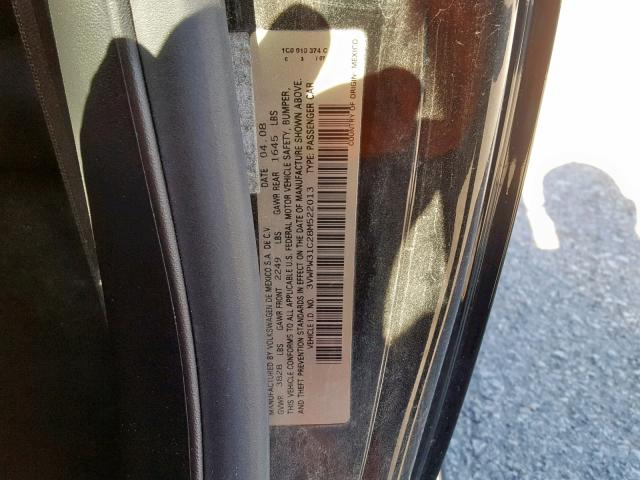 MANUFACTURED BY VOLKSWAGEN DE MEXICO S.A. DE C.V. DATE 04.08
GVWR 3828 LBS GAWR FRONT 2249 LBS GAWR REAR 1645 LBS
THIS VEHICLE CONFORMS TO ALL APPLICABLE U.S. FEDERAL MOTOR VEHICLE SAFETY, BUMPER,
AND THEFT PREVENTION STANDARDS IN EFFECT ON THE DATE OF MANUFACTURE SHOWN ABOVE.
VEHICLE I.D. NO. 3VWPW31C28M522013 TYPE: PASSENGER CAR
COUNTRY OF ORIGIN: MEXICO
1C0 010 374 C